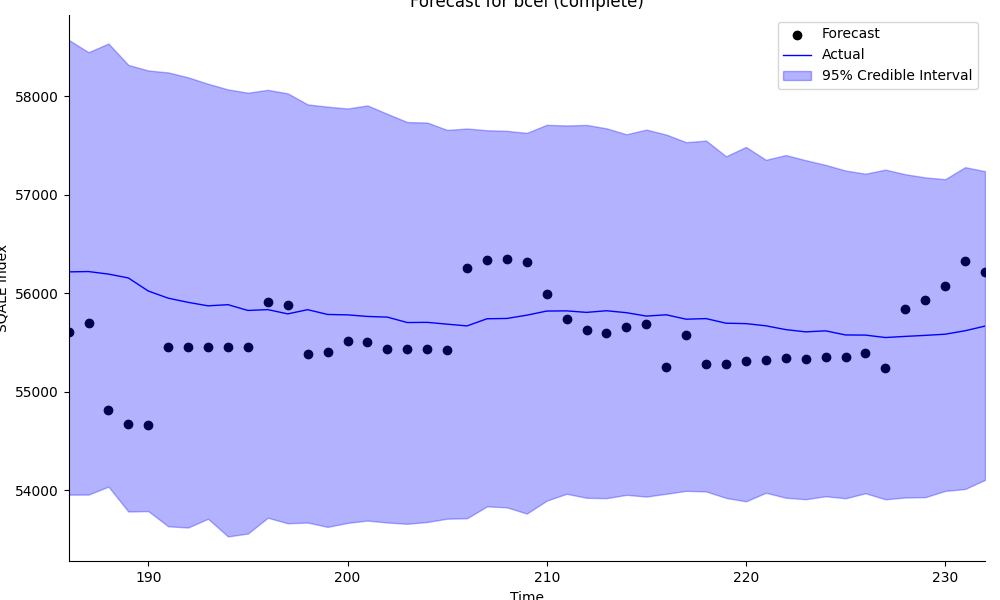 Forecast for bcel (complete)
Forecast
Actual
95% Credible Interval
SQALE Index
58000
57000
56000
55000
54000
190
200
210
220
230
Time